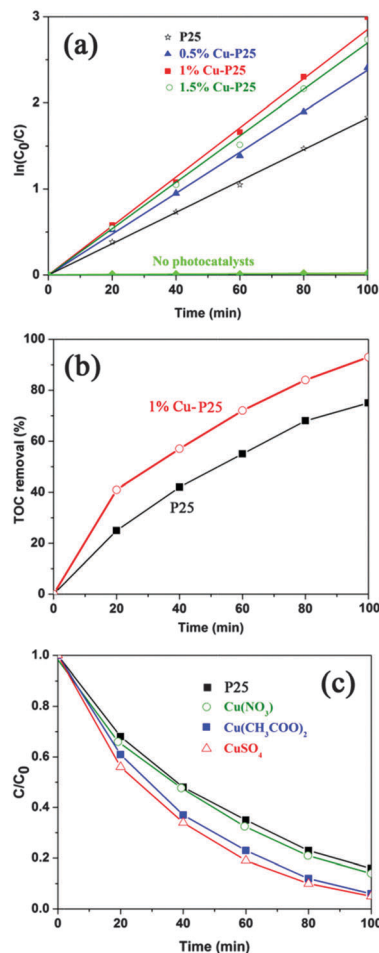 (a)
P25
0.5% Cu-P25
1% Cu-P25
1.5% Cu-P25
No photocatalysts
ln(C0/C)
3
2
1
0
0 20 40 60 80 100
Time (min)
(b)
1% Cu-P25
P25
TOC removal (%)
100
80
60
40
20
0
0 20 40 60 80 100
Time (min)
(c)
P25
Cu(NO3)
Cu(CH3COO)2
CuSO4
C/C0
1.0
0.8
0.6
0.4
0.2
0.0
0 20 40 60 80 100
Time (min)